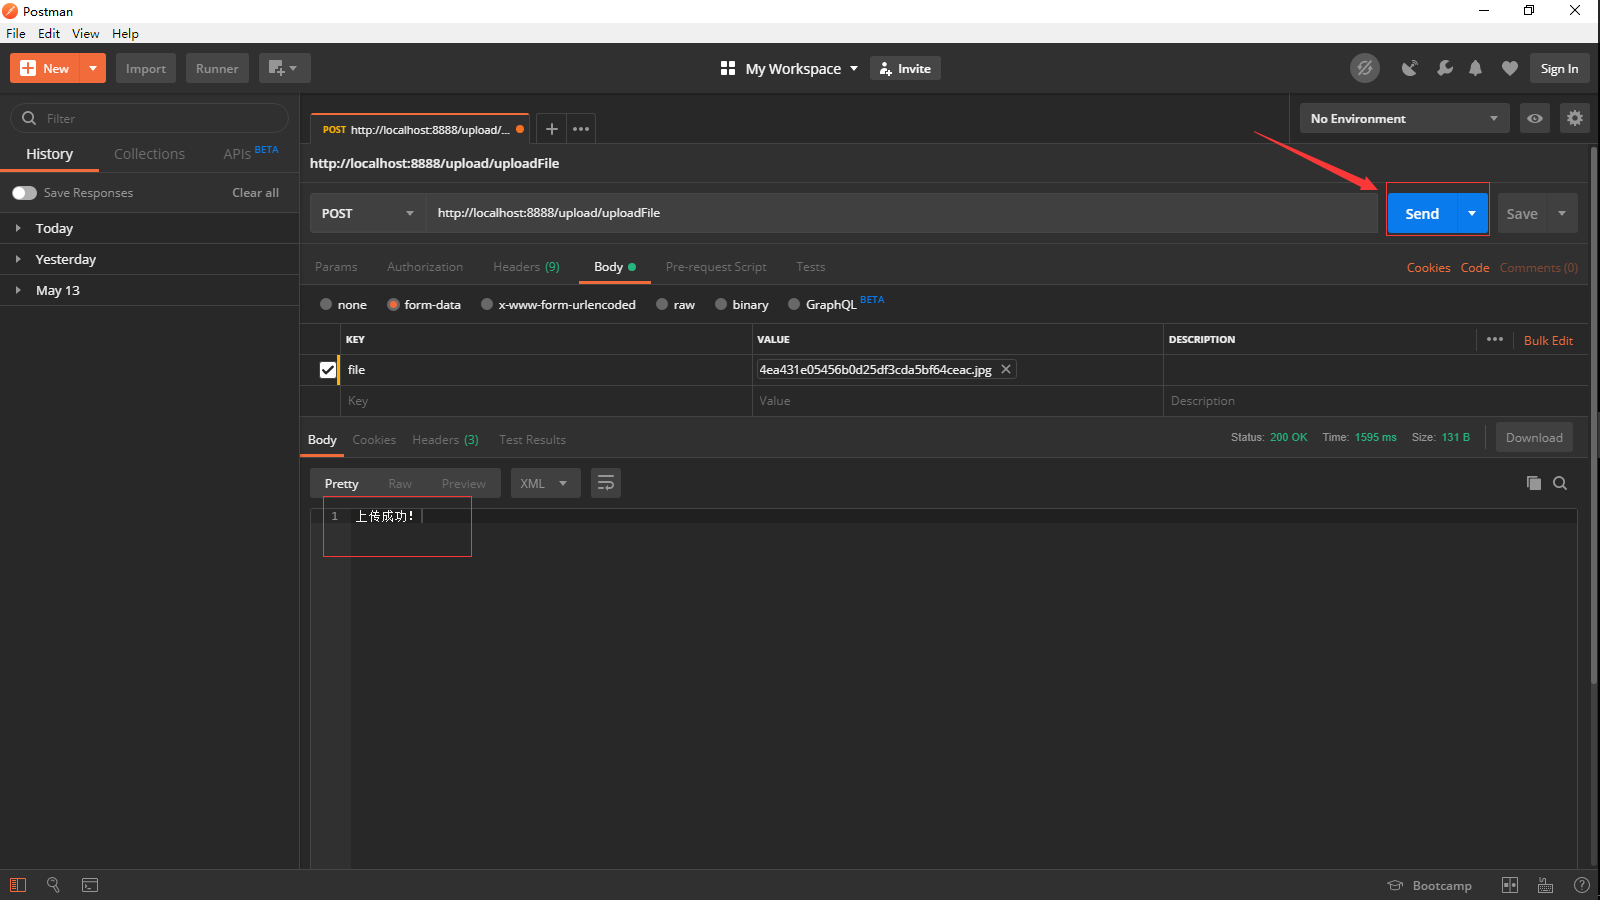 Postman
File Edit View Help
New Import Runner My Workspace Invite Sign In
Filter
History Collections APIs BETA
Save Responses Clear all
Today
Yesterday
May 13
POST http://localhost:8888/upload/... No Environment
http://localhost:8888/upload/uploadFile
POST http://localhost:8888/upload/uploadFile Send Save
Params Authorization Headers (9) Body Pre-request Script Tests Cookies Code Comments (0)
none form-data x-www-form-urlencoded raw binary GraphQL BETA
KEY VALUE DESCRIPTION Bulk Edit
file 4ea431e05456b0d25df3cda5bf64ceac.jpg
Key Value Description
Body Cookies Headers (3) Test Results Status: 200 OK Time: 1595 ms Size: 131 B Download
Pretty Raw Preview XML
1 上传成功!
Bootcamp